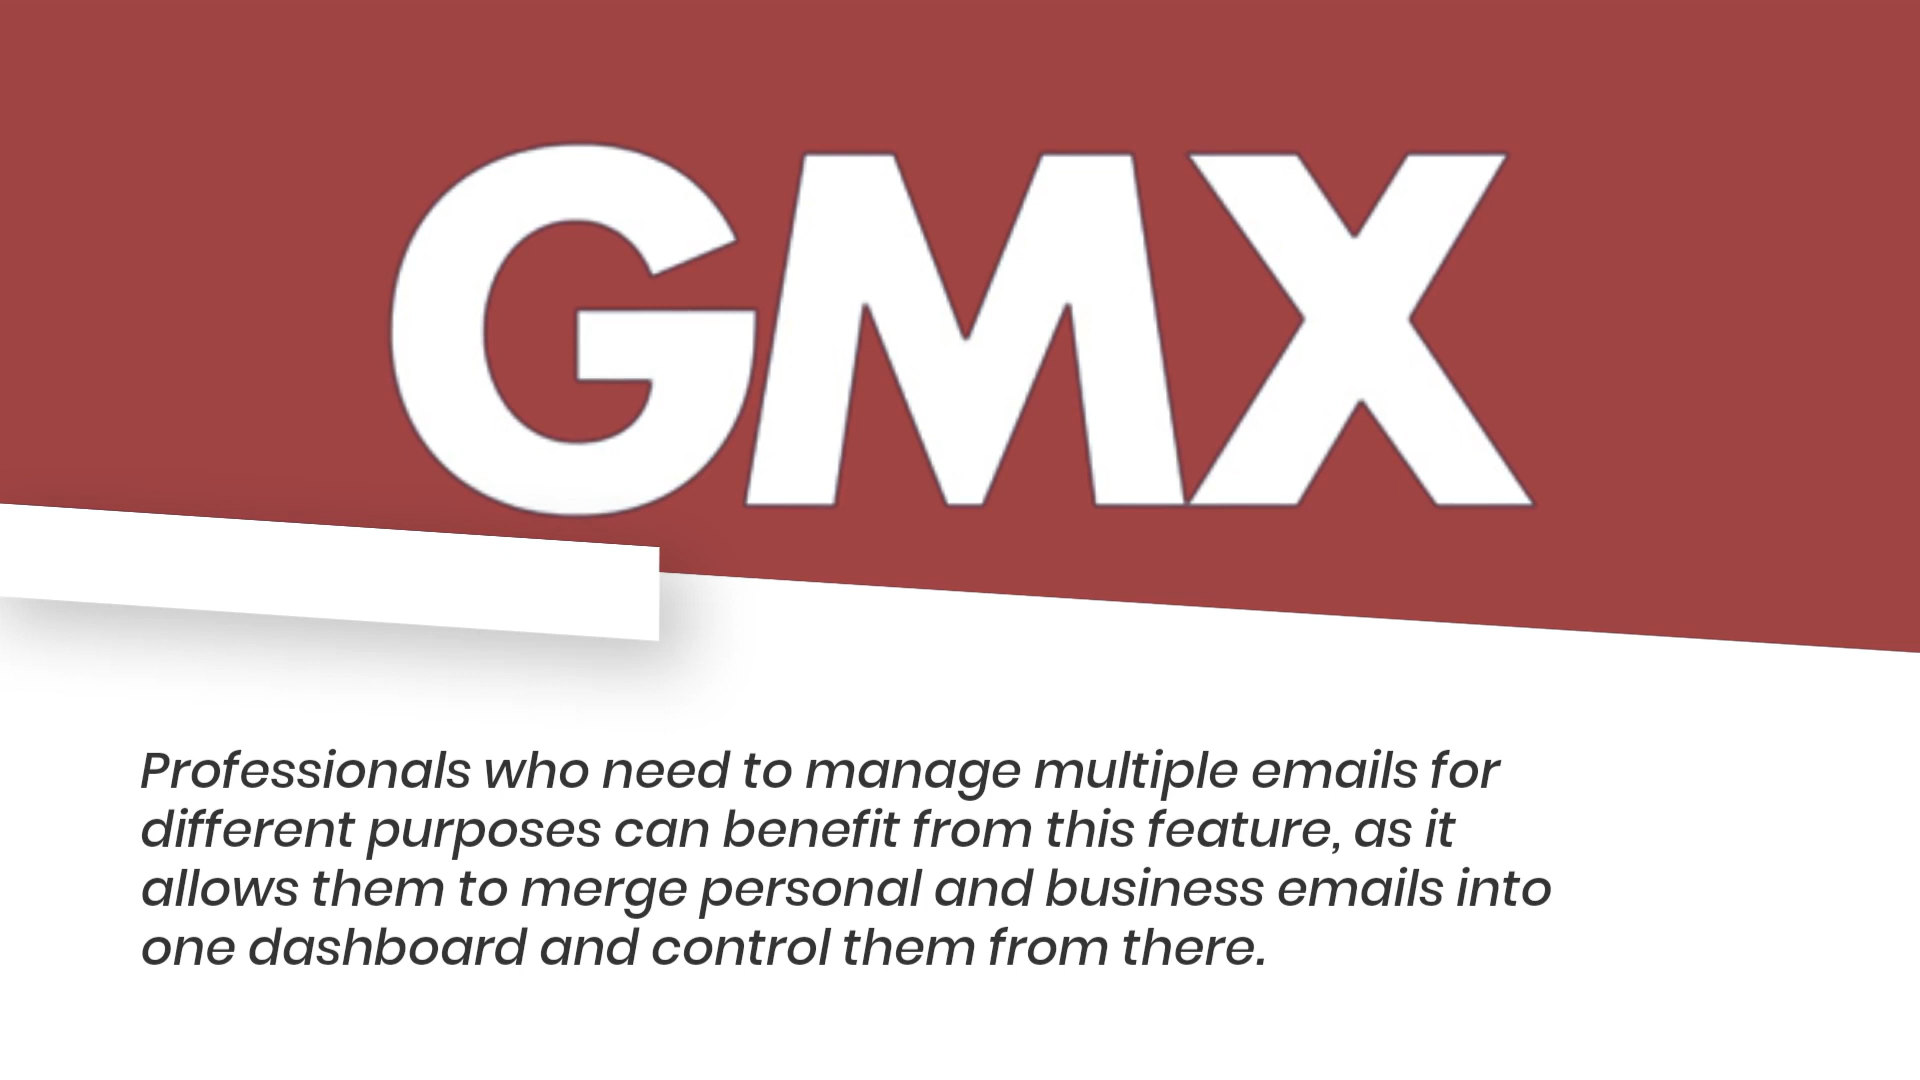 GMX
Professionals who need to manage multiple emails for
different purposes can benefit from this feature, as it
allows them to merge personal and business emails into
one dashboard and control them from there.